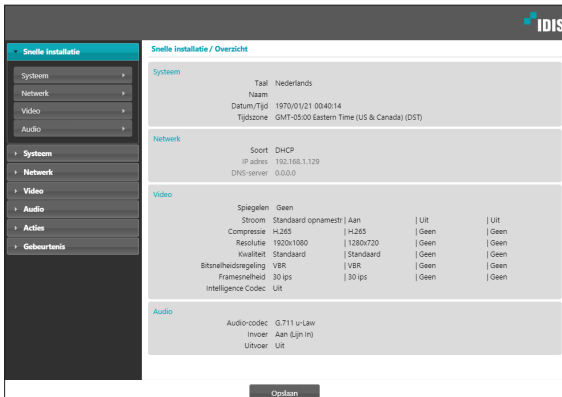 IDIS
Snelle installatie
Systeem
Netwerk
Video
Audio
Systeem
Netwerk
Video
Audio
Acties
Gebeurtenis
Snelle installatie / Overzicht
Systeem
Taal Nederlands
Naam
Datum/Tijd 1970/01/21 00:40:14
Tijdszone GMT-05:00 Eastern Time (US & Canada) (DST)
Netwerk
Soort DHCP
IP adres 192.168.1.129
DNS-server 0.0.0.0
Video
Spiegelen Geen
Stroom Standaard opnamestr | Aan | Uit | Uit
Compressie H.265 | H.265 | Geen | Geen
Resolutie 1920x1080 | 1280x720 | Geen | Geen
Kwaliteit Standaard | Standaard | Geen | Geen
Bitsnelheidsregeling VBR | VBR | Geen | Geen
Framesnelheid 30 ips | 30 ips | Geen | Geen
Intelligence Codec Uit
Audio
Audio-codec G.711 u-Law
Invoer Aan (Lijn In)
Uitvoer Uit
Opslaan